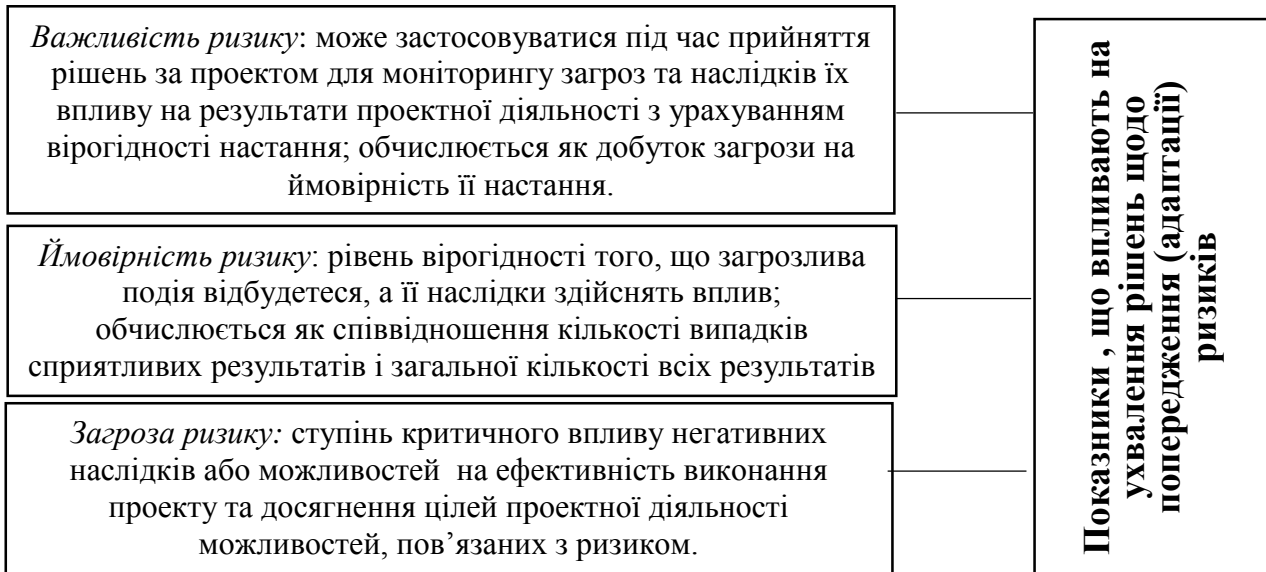 Важливість ризику: може застосовуватися під час прийняття
рішень за проектом для моніторингу загроз та наслідків їх
впливу на результати проектної діяльності з урахуванням
вірогідності настання; обчислюється як добуток загрози на
ймовірність її настання.
Ймовірність ризику: рівень вірогідності того, що загрозлива
подія відбудетеся, а її наслідки здійснять вплив;
обчислюється як співвідношення кількості випадків
сприятливих результатів і загальної кількості всіх результатів
Загроза ризику: ступінь критичного впливу негативних
наслідків або можливостей на ефективність виконання
проекту та досягнення цілей проектної діяльності
можливостей, пов’язаних з ризиком.
Показники , що впливають на
ухвалення рішень щодо
попередження (адаптації)
ризиків